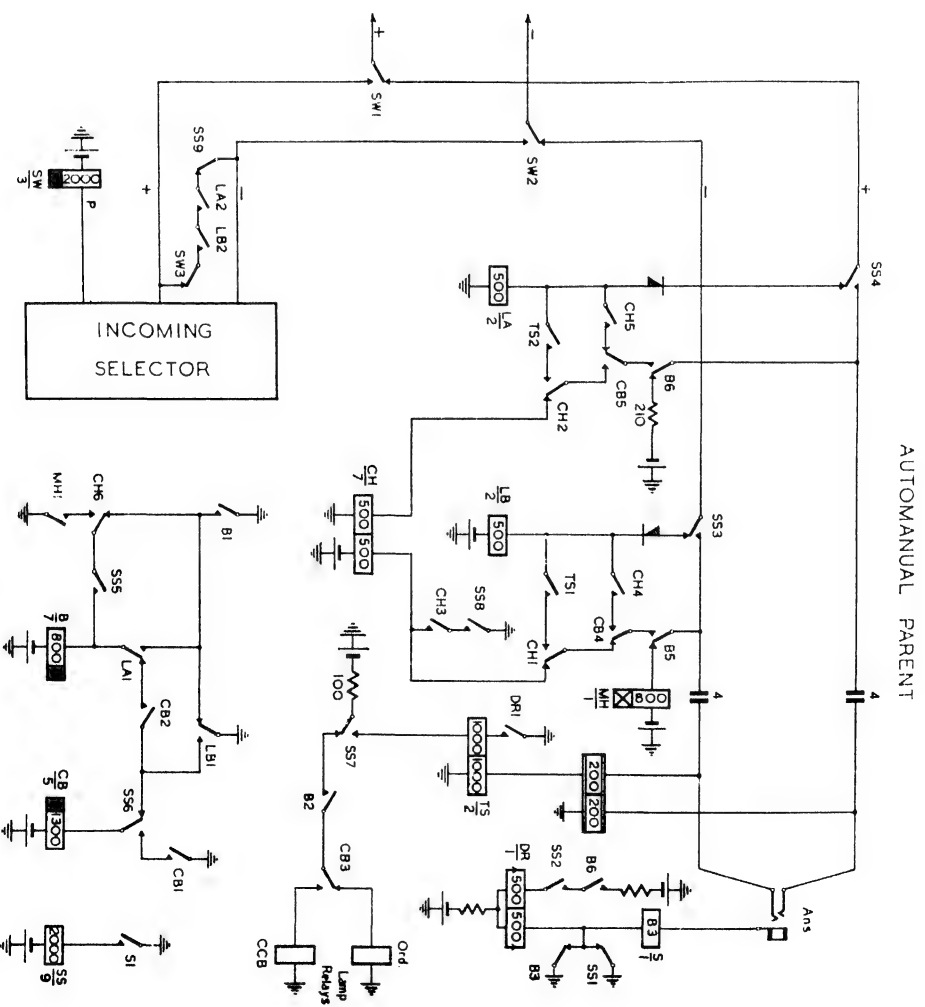 AUTOMANUAL PARENT
+
−
SW1
SW2
SS9
LA2
LB2
SW3
+
−
2000
SW
3
P
INCOMING
SELECTOR
−
+
SS4
500
LA
2
TS2
CH5
CH2
CB5
B6
210
500
LB
2
SS3
TS1
CH4
CH1
CB4
B5
CH
7
500
500
CH3
SS8
MH
1
800
4
4
100
SS7
DR1
1000
1000
TS
2
200
200
B2
CB3
CCB
Ord.
Lamp
Relays
DR
1
500
500
SS2
B6
B3
S
1
B3
SS1
Ans
MH1
CH6
B1
SS5
B
7
800
LA1
CB2
LB1
SS6
CB
5
1300
CB1
2000
SS
9
S1